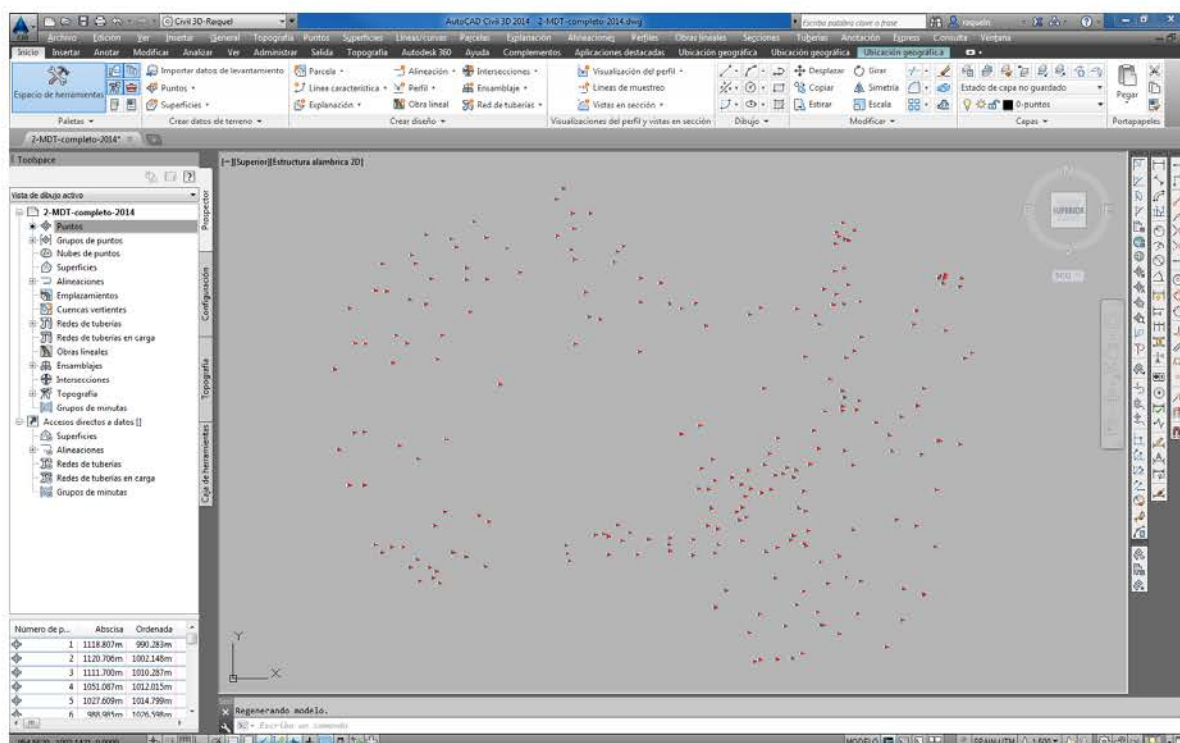 Civil 3D-Raquel
AutoCAD Civil 3D 2014 2-MDT-completo-2014.dwg
Escriba palabra clave o frase
raqueln
Archivo Edición Ver Insertar General Topografía Puntos Superficies Líneas/curvas Parcelas Explanación Alineaciones Perfiles Obras lineales Secciones Tuberías Anotación Express Consulta Ventana
Inicio Insertar Anotar Modificar Analizar Ver Administrar Salida Topografía Autodesk 360 Ayuda Complementos Aplicaciones destacadas Ubicación geográfica Ubicación geográfica Ubicación geográfica
Espacio de herramientas
Importar datos de levantamiento
Puntos
Superficies
Parcela
Línea característica
Explanación
Alineación
Perfil
Obra lineal
Intersecciones
Ensamblaje
Red de tuberías
Visualización del perfil
Líneas de muestreo
Vistas en sección
Desplazar
Girar
Copiar
Simetría
Estirar
Escala
Estado de capa no guardado
0-puntos
Pegar
Paletas
Crear datos de terreno
Crear diseño
Visualizaciones del perfil y vistas en sección
Dibujo
Modificar
Capas
Portapapeles
2-MDT-completo-2014*
Toolspace
Vista de dibujo activo
2-MDT-completo-2014
Puntos
Grupos de puntos
Nubes de puntos
Superficies
Alineaciones
Emplazamientos
Cuencas vertientes
Redes de tuberías
Redes de tuberías en carga
Obras lineales
Ensamblajes
Intersecciones
Topografía
Grupos de minutas
Accesos directos a datos []
Superficies
Alineaciones
Redes de tuberías
Redes de tuberías en carga
Grupos de minutas
Prospector
Configuración
Topografía
Caja de herramientas
Número de p... Abscisa Ordenada
1 1118.807m 990.283m
2 1120.706m 1002.148m
3 1111.700m 1010.287m
4 1051.087m 1012.015m
5 1027.609m 1014.799m
6 988.985m 1026.598m
[−][Superior][Estructura alámbrica 2D]
SUPERIOR
Y
X
Regenerando modelo.
Escriba un comando
MODELO